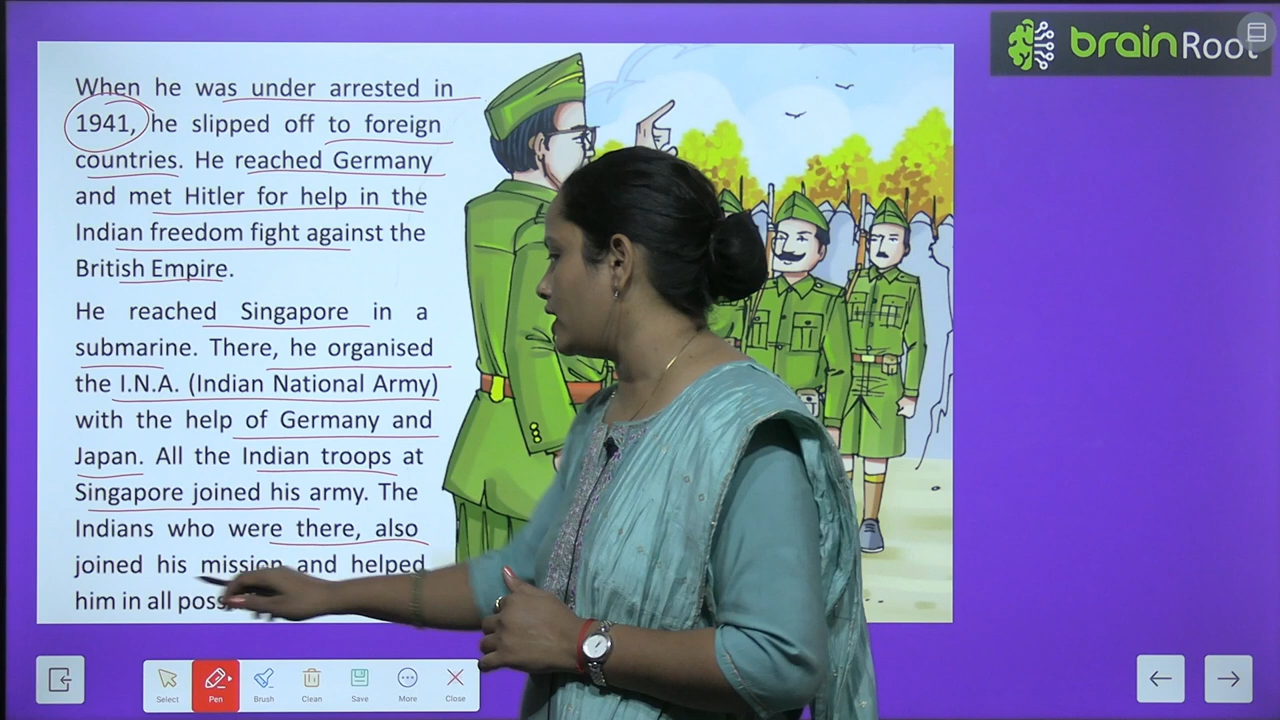 brainRoot
When he was under arrested in
1941, he slipped off to foreign
countries. He reached Germany
and met Hitler for help in the
Indian freedom fight against the
British Empire.
He reached Singapore in a
submarine. There, he organised
the I.N.A. (Indian National Army)
with the help of Germany and
Japan. All the Indian troops at
Singapore joined his army. The
Indians who were there, also
joined his mission and helped
him in all
Select Pen Brush Clean Save More Close